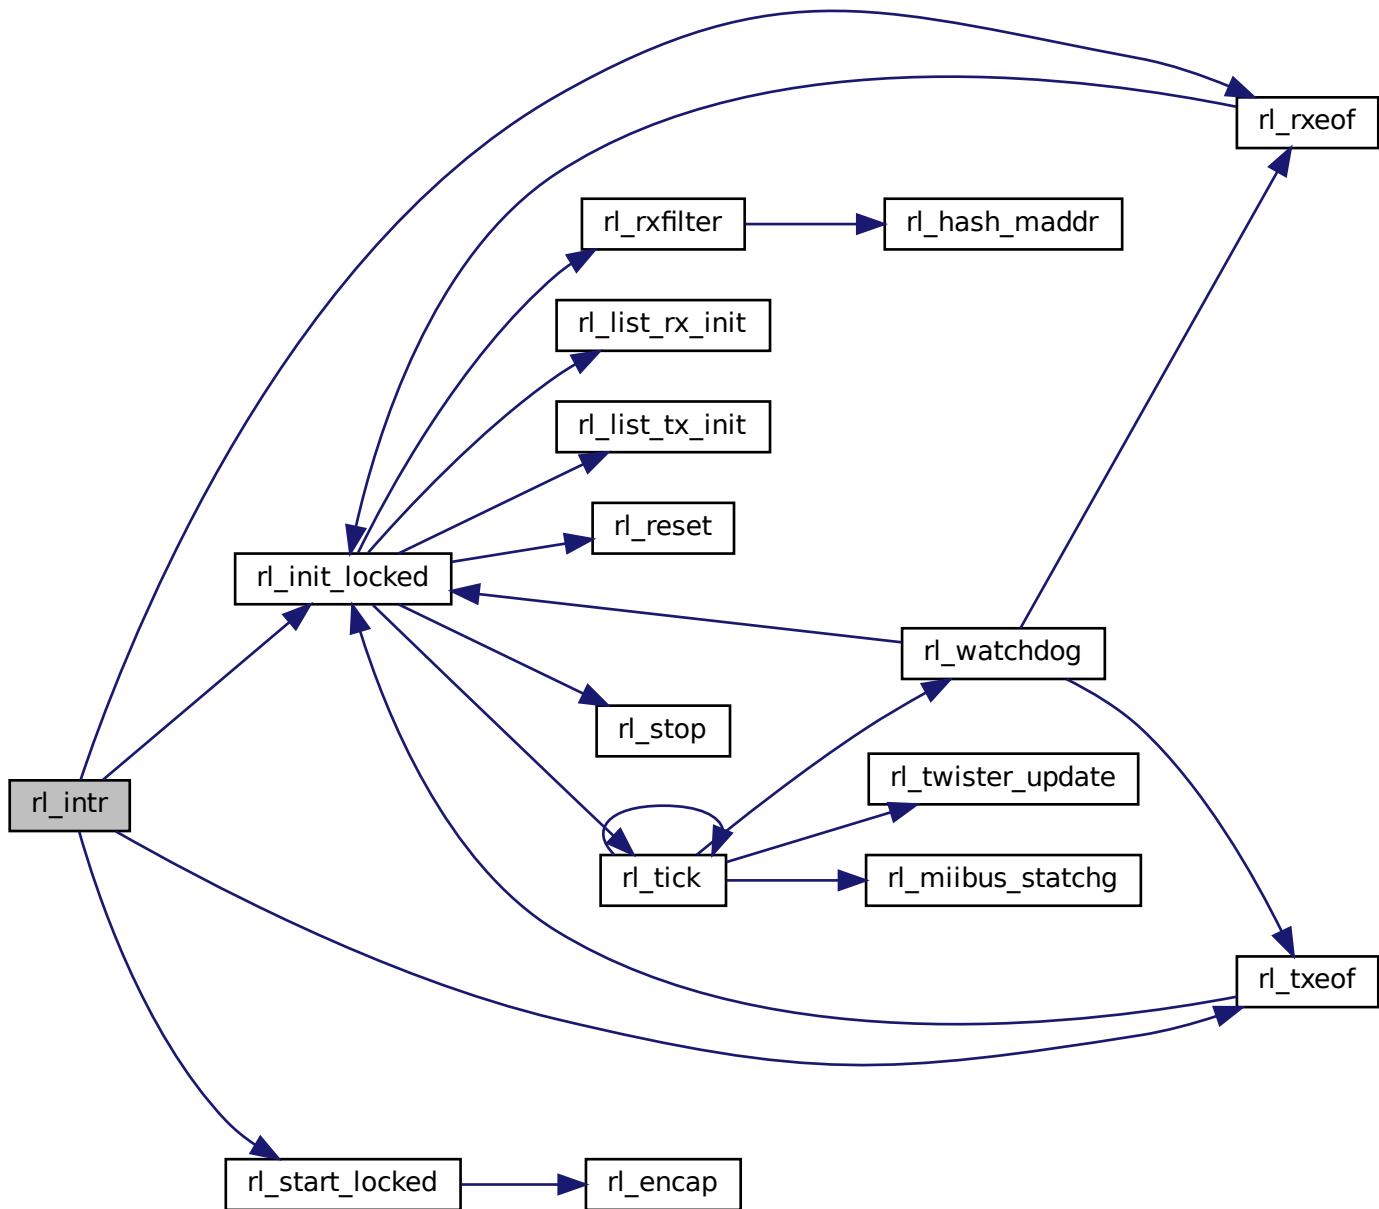 rl_rxeof
rl_rxfilter
rl_hash_maddr
rl_list_rx_init
rl_list_tx_init
rl_reset
rl_init_locked
rl_watchdog
rl_stop
rl_twister_update
rl_intr
rl_tick
rl_miibus_statchg
rl_txeof
rl_start_locked
rl_encap